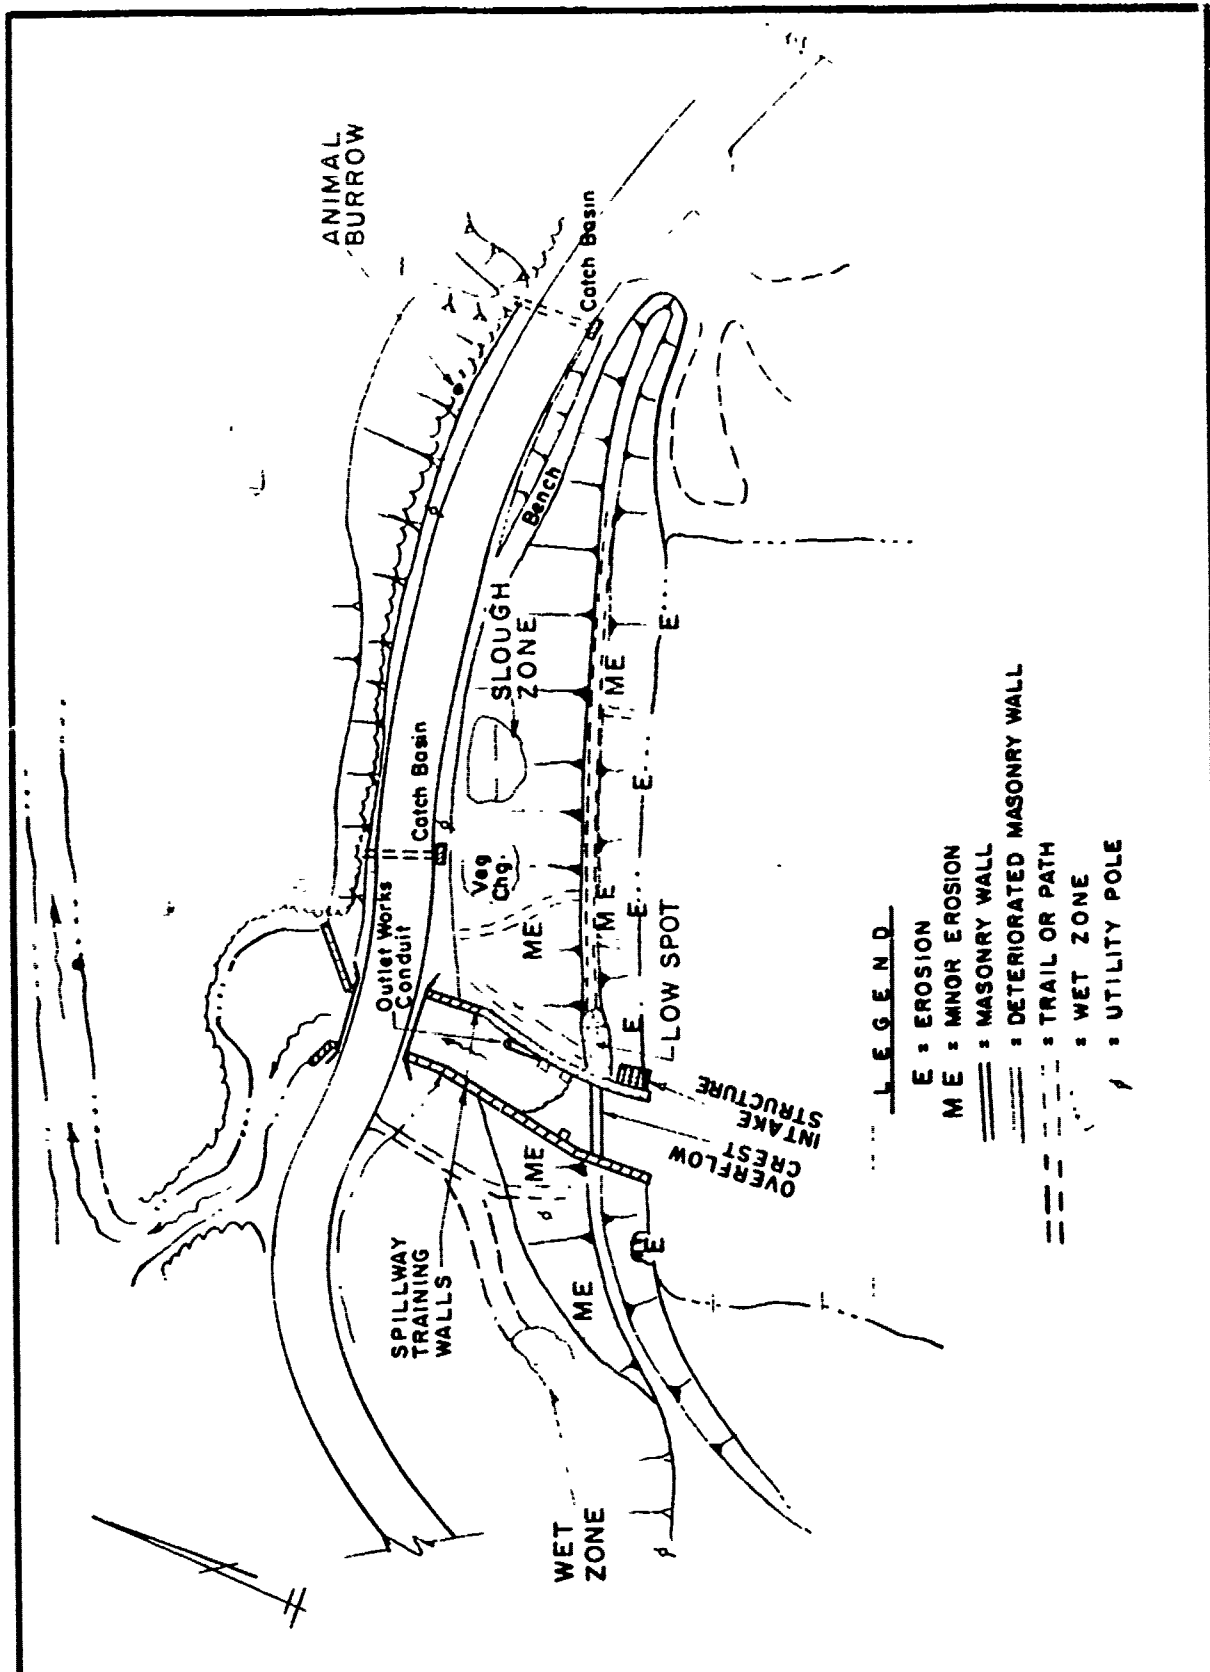 ANIMAL
BURROW
Catch Basin
Bench
SLOUGH
ZONE
Catch Basin
Veg
Chg.
Outlet Works
Conduit
ME
ME
ME
E
E
E
E
LOW SPOT
INTAKE
STRUCTURE
OVERFLOW
CREST
SPILLWAY
TRAINING
WALLS
ME
ME
E
WET
ZONE
LEGEND
E = EROSION
ME = MINOR EROSION
= MASONRY WALL
= DETERIORATED MASONRY WALL
= TRAIL OR PATH
= WET ZONE
= UTILITY POLE